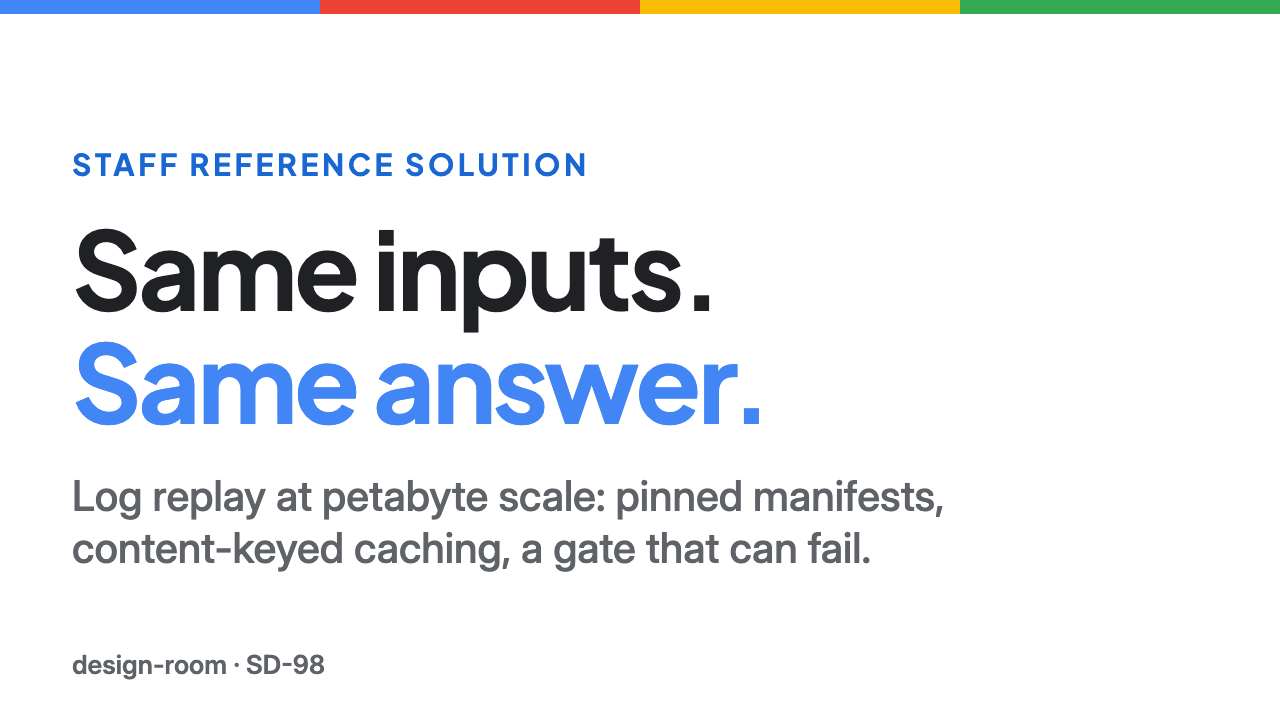 STAFF REFERENCE SOLUTION
Same inputs.
Same answer.
Log replay at petabyte scale: pinned manifests,
content-keyed caching, a gate that can fail.
design-room · SD-98